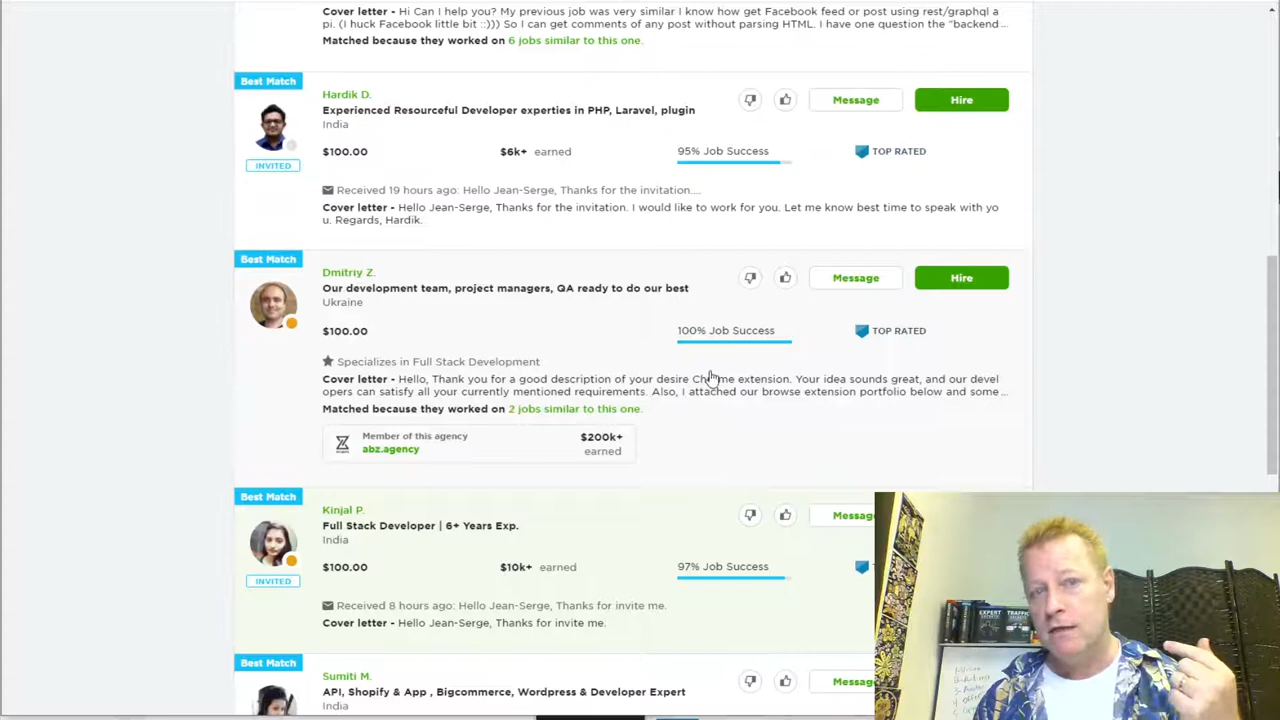 Cover letter - Hi Can I help you? My previous job was very similar I know how get Facebook feed or post using rest/graphql a
pi. (I huck Facebook little bit ::))) So I can get comments of any post without parsing HTML. I have one question the "backend ...
Matched because they worked on 6 jobs similar to this one.
Best Match
Hardik D.
Message
Hire
Experienced Resourceful Developer experties in PHP, Laravel, plugin
India
$100.00
$6k+ earned
95% Job Success
TOP RATED
INVITED
Received 19 hours ago: Hello Jean-Serge, Thanks for the invitation....
Cover letter - Hello Jean-Serge, Thanks for the invitation. I would like to work for you. Let me know best time to speak with yo
u. Regards, Hardik.
Best Match
Dmitriy Z.
Message
Hire
Our development team, project managers, QA ready to do our best
Ukraine
$100.00
100% Job Success
TOP RATED
Specializes in Full Stack Development
Cover letter - Hello, Thank you for a good description of your desire Chrome extension. Your idea sounds great, and our devel
opers can satisfy all your currently mentioned requirements. Also, I attached our browse extension portfolio below and some ...
Matched because they worked on 2 jobs similar to this one.
Member of this agency
abz.agency
$200k+
earned
Best Match
Kinjal P.
Messag
Full Stack Developer | 6+ Years Exp.
India
$100.00
$10k+ earned
97% Job Success
INVITED
Received 8 hours ago: Hello Jean-Serge, Thanks for invite me.
Cover letter - Hello Jean-Serge, Thanks for invite me.
Best Match
Sumiti M.
Messag
API, Shopify & App , Bigcommerce, Wordpress & Developer Expert
India
EXPERT
TRAFFIC